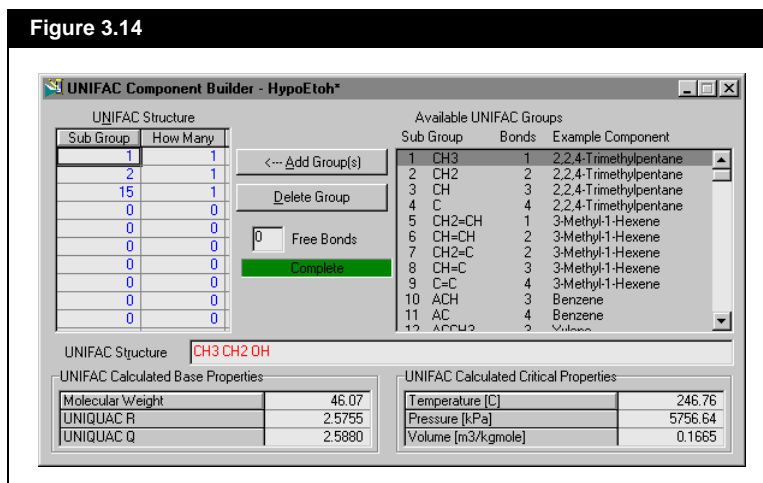 Figure 3.14
UNIFAC Component Builder - HypoEtoh*
UNIFAC Structure
Sub Group How Many
1 1
2 1
15 1
0 0
0 0
0 0
0 0
0 0
0 0
0 0
<--- Add Group(s)
Delete Group
0 Free Bonds
Complete
Available UNIFAC Groups
Sub Group Bonds Example Component
1 CH3 1 2,2,4-Trimethylpentane
2 CH2 2 2,2,4-Trimethylpentane
3 CH 3 2,2,4-Trimethylpentane
4 C 4 2,2,4-Trimethylpentane
5 CH2=CH 1 3-Methyl-1-Hexene
6 CH=CH 2 3-Methyl-1-Hexene
7 CH2=C 2 3-Methyl-1-Hexene
8 CH=C 3 3-Methyl-1-Hexene
9 C=C 4 3-Methyl-1-Hexene
10 ACH 3 Benzene
11 AC 4 Benzene
UNIFAC Structure CH3 CH2 OH
UNIFAC Calculated Base Properties
Molecular Weight 46.07
UNIQUAC R 2.5755
UNIQUAC Q 2.5880
UNIFAC Calculated Critical Properties
Temperature [C] 246.76
Pressure [kPa] 5756.64
Volume [m3/kgmole] 0.1665